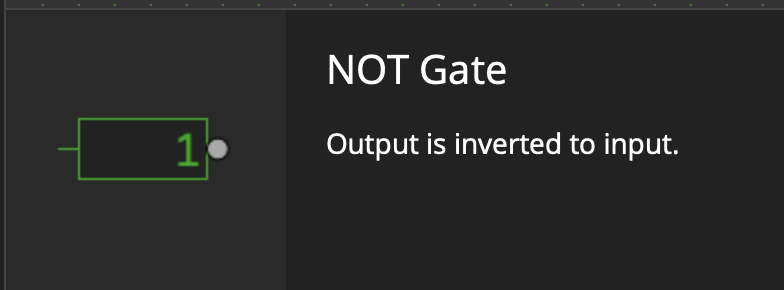 NOT Gate
1
Output is inverted to input.